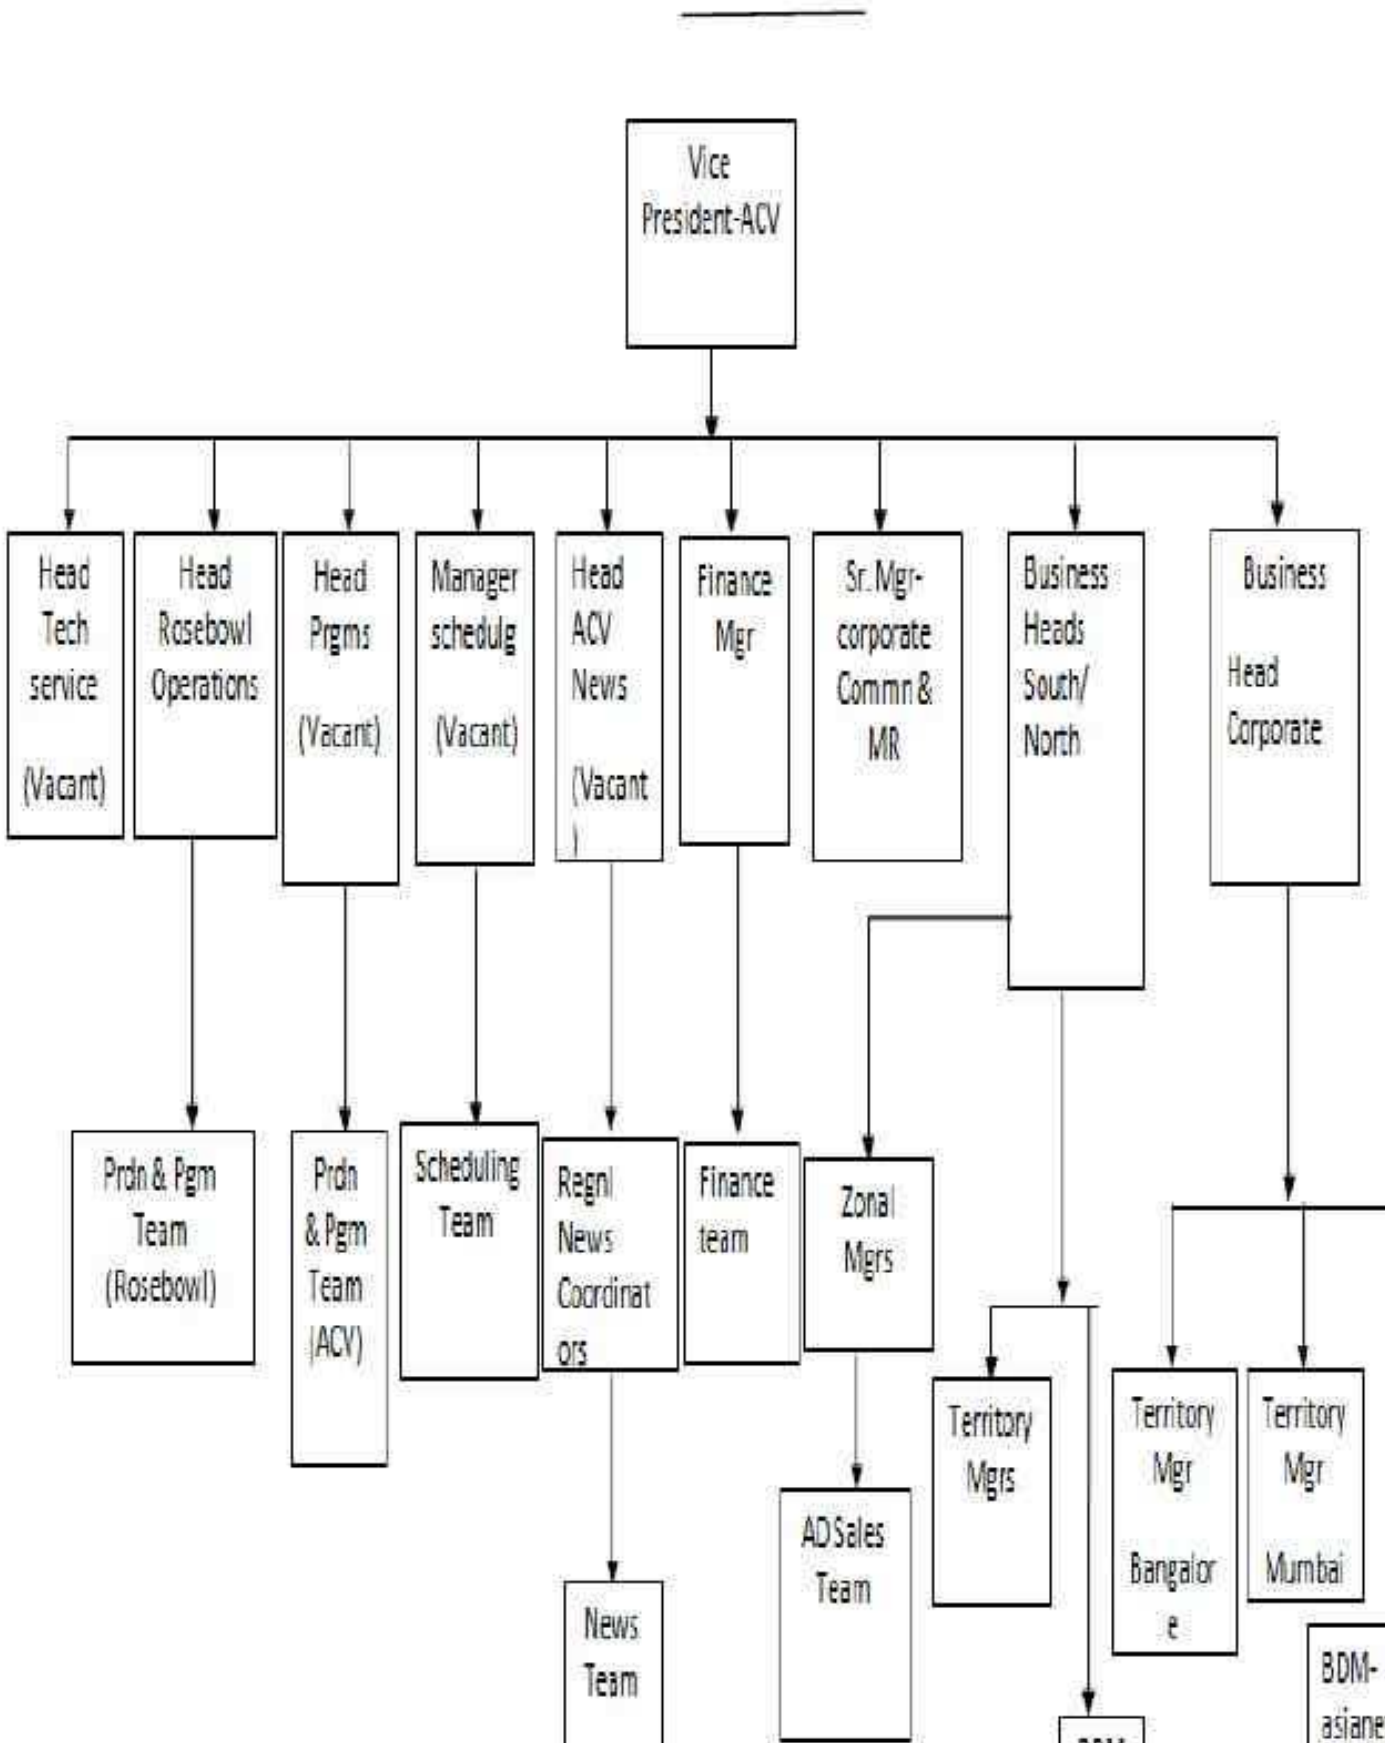 Vice
President-ACV
Head
Tech
service
(Vacant)
Head
Rosebowl
Operations
Head
Prgms
(Vacant)
Manager
schedulg
(Vacant)
Head
ACV
News
(Vacant
)
Finance
Mgr
Sr. Mgr-
corporate
Commn &
MR
Business
Heads
South/
North
Business
Head
Corporate
Prdn & Pgm
Team
(Rosebowl)
Prdn
& Pgm
Team
(ACV)
Scheduling
Team
Regnl
News
Coordinat
ors
Finance
team
Zonal
Mgrs
Territory
Mgrs
Territory
Mgr
Bangalor
e
Territory
Mgr
Mumbai
AD Sales
Team
News
Team
BDM-
asiane